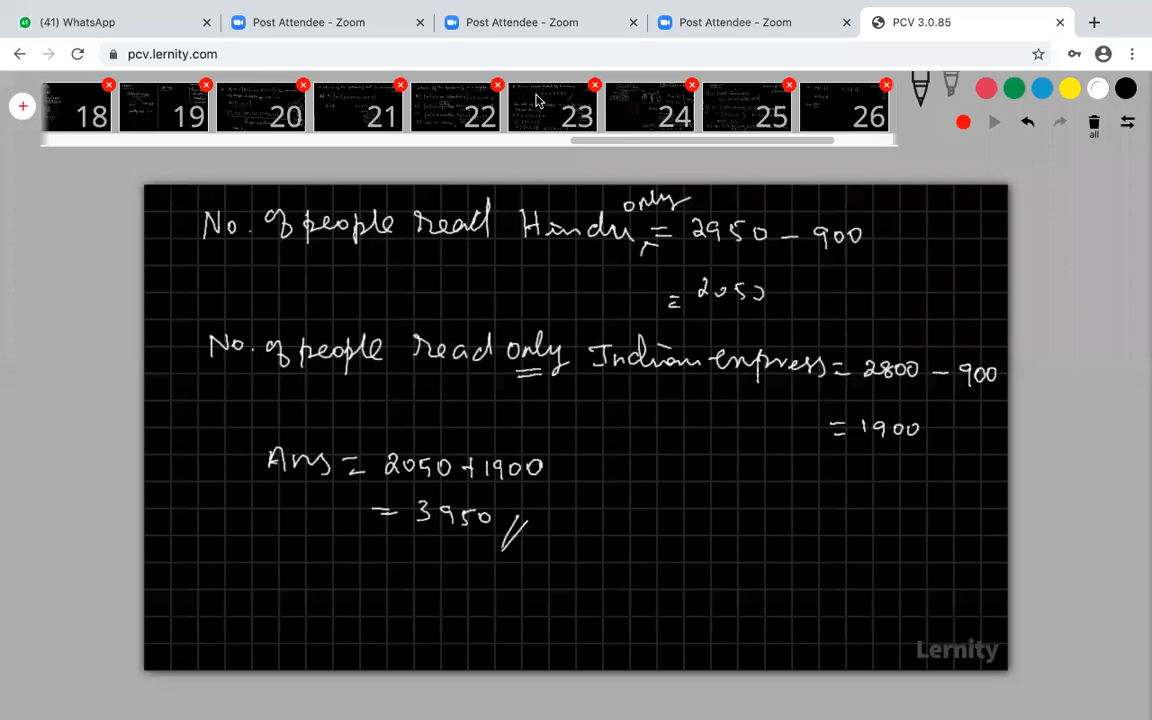 (41) WhatsApp
Post Attendee - Zoom
Post Attendee - Zoom
Post Attendee - Zoom
PCV 3.0.85
pcv.lernity.com
18 19 20 21 22 23 24 25 26
all
No. of people read Hindu only = 2950 - 900
= 2050
No. of people read only Indian express = 2800 - 900
= 1900
Ans = 2050 + 1900
= 3950 //
Lernity